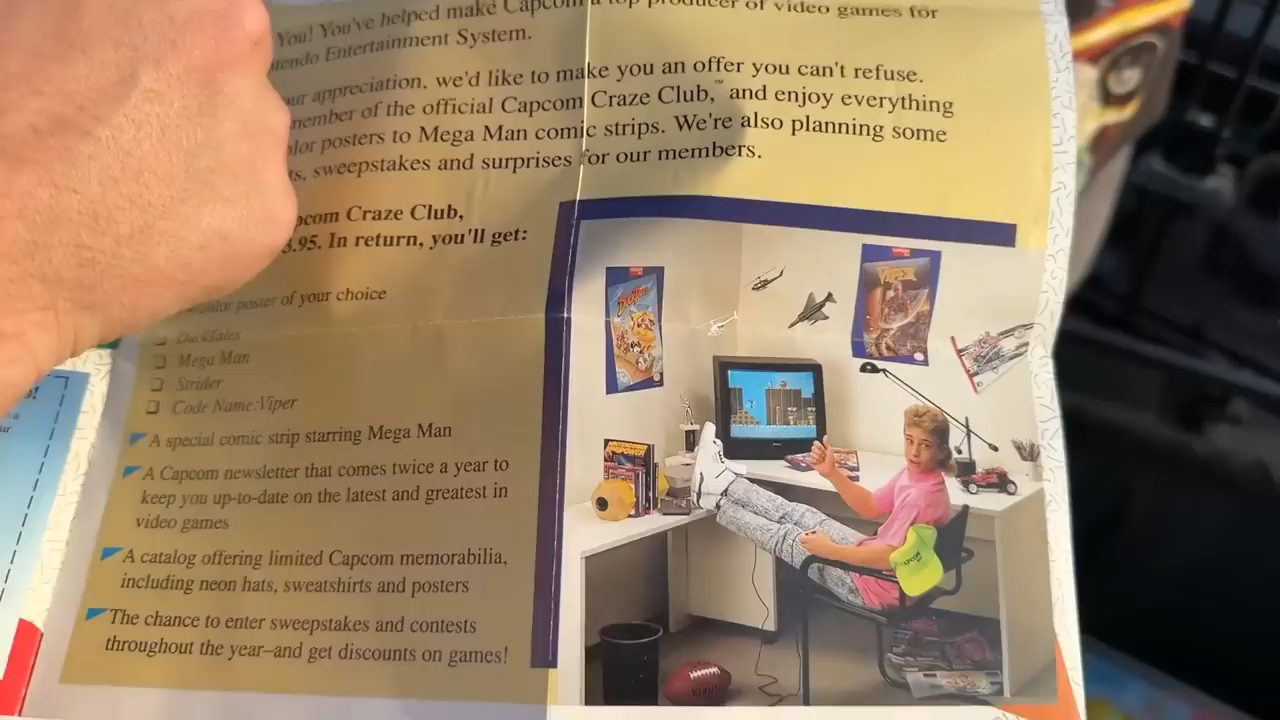 You! You've helped make Capcom a top producer of video games for
Entertainment System.
appreciation, we'd like to make you an offer you can't refuse.
of the official Capcom Craze Club,™ and enjoy everything
posters to Mega Man comic strips. We're also planning some
sweepstakes and surprises for our members.
Craze Club,
.95. In return, you'll get:
poster of your choice
❏ DuckTales
❏ Mega Man
❏ Strider
❏ Code Name:Viper
A special comic strip starring Mega Man
A Capcom newsletter that comes twice a year to
keep you up-to-date on the latest and greatest in
video games
A catalog offering limited Capcom memorabilia,
including neon hats, sweatshirts and posters
The chance to enter sweepstakes and contests
throughout the year–and get discounts on games!
VIPER
NINTENDO
POWER
CAPCOM